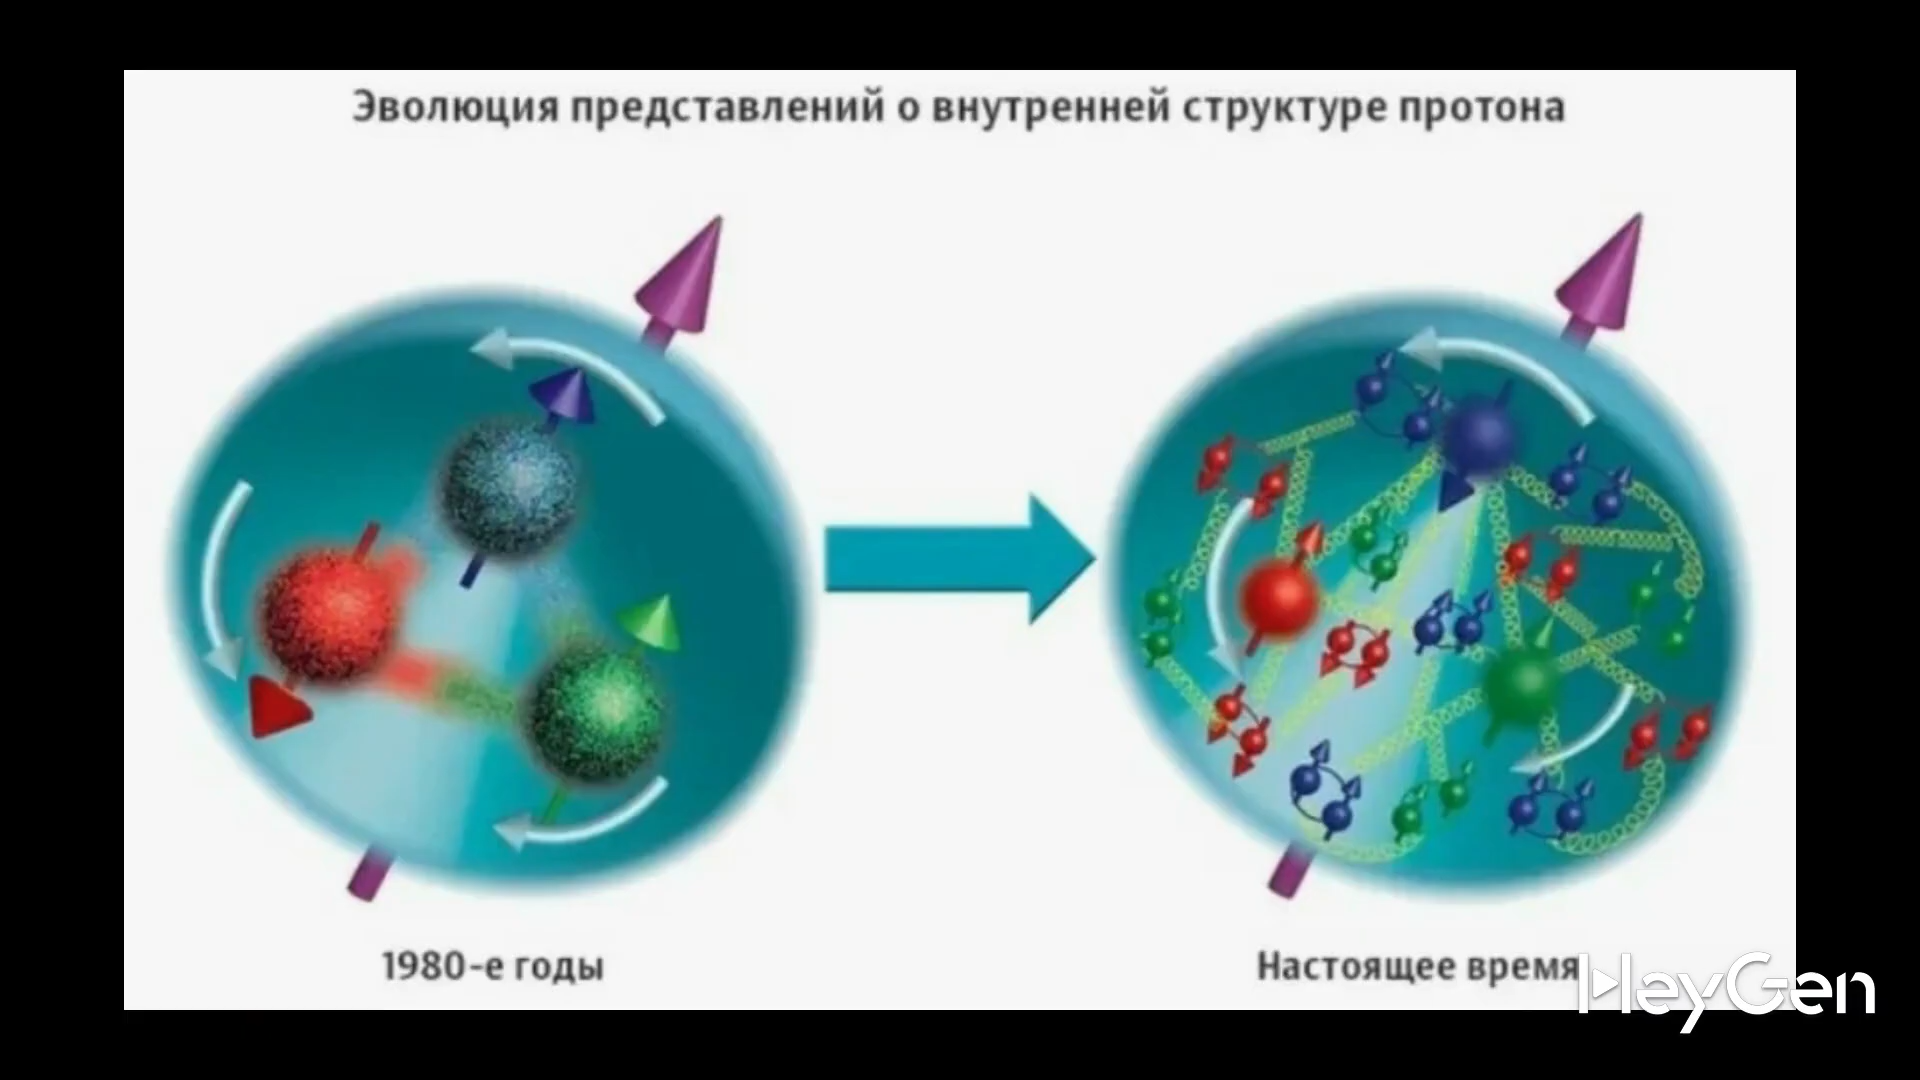 Эволюция представлений о внутренней структуре протона
1980-е годы
Настоящее время
HeyGen